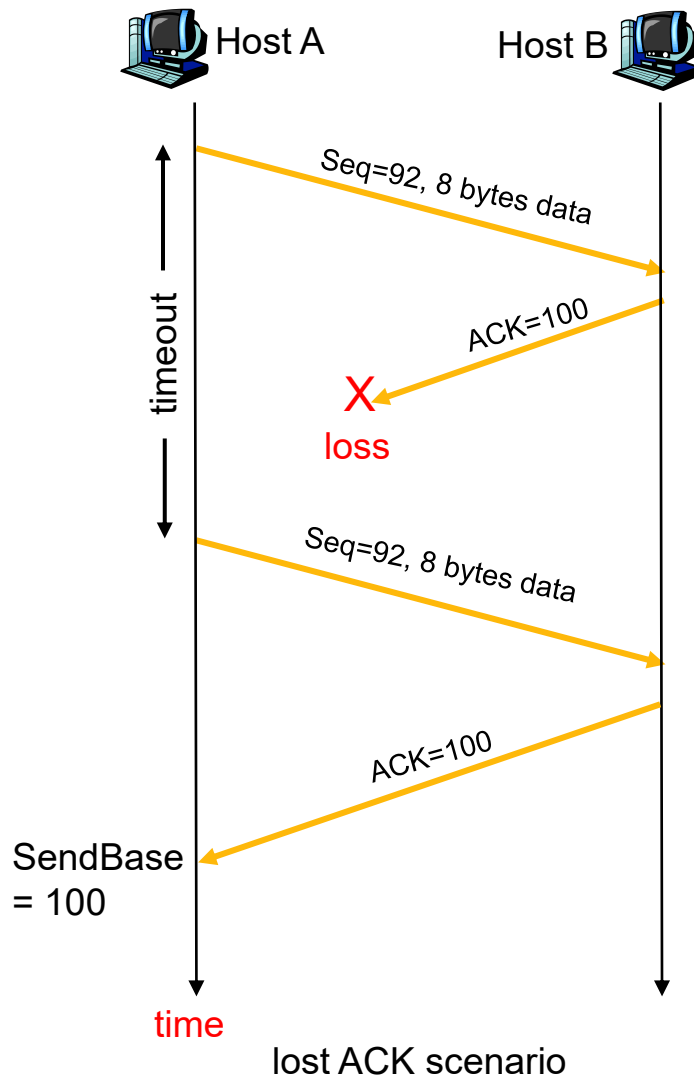 Host A
Host B
Seq=92, 8 bytes data
timeout
ACK=100
X
loss
Seq=92, 8 bytes data
ACK=100
SendBase
= 100
time
lost ACK scenario